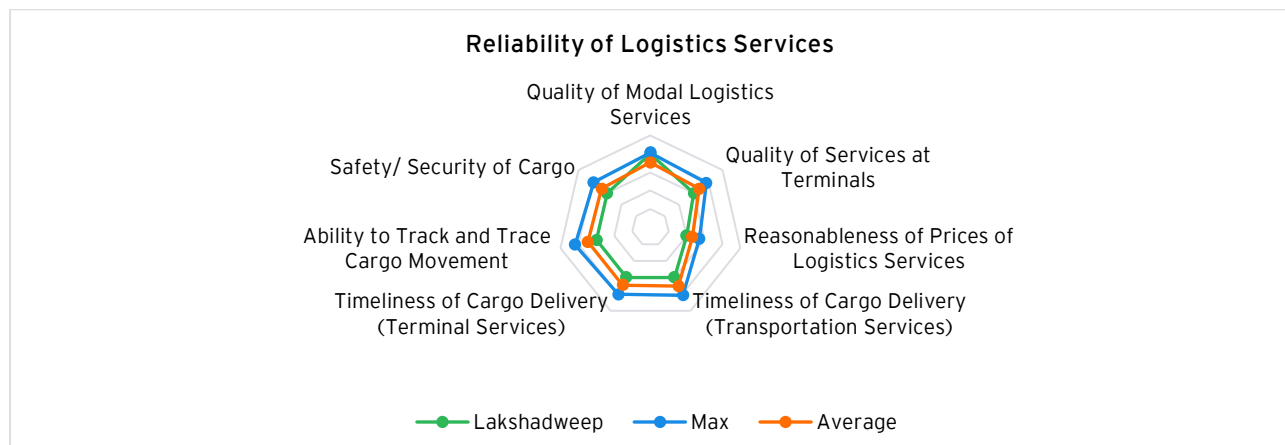 Reliability of Logistics Services
Quality of Modal Logistics
Services
Quality of Services at
Terminals
Reasonableness of Prices of
Logistics Services
Timeliness of Cargo Delivery
(Transportation Services)
Timeliness of Cargo Delivery
(Terminal Services)
Ability to Track and Trace
Cargo Movement
Safety/ Security of Cargo
Lakshadweep
Max
Average